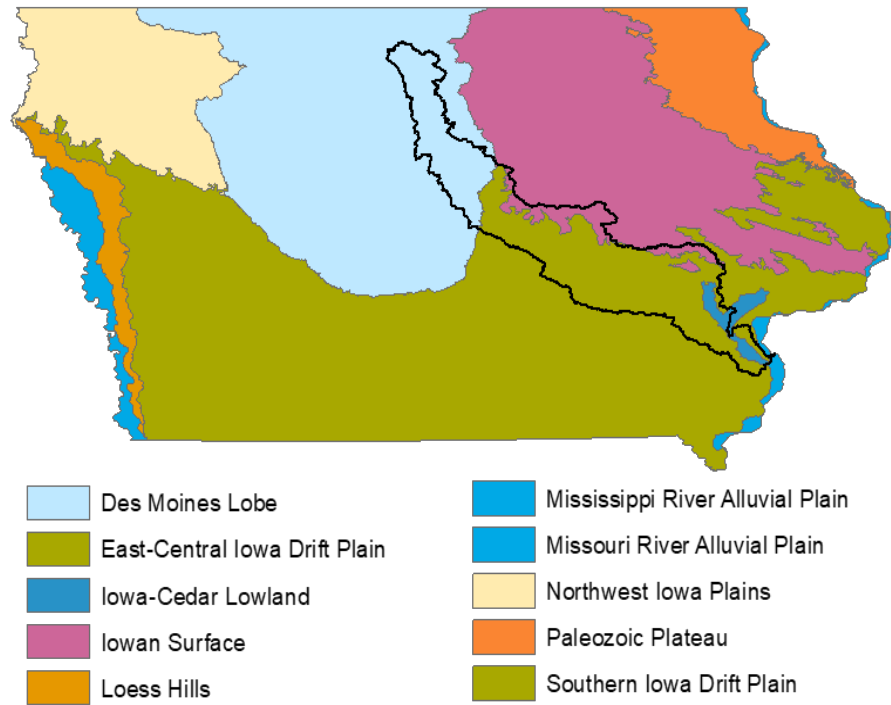 Des Moines Lobe
East-Central Iowa Drift Plain
Iowa-Cedar Lowland
Iowan Surface
Loess Hills
Mississippi River Alluvial Plain
Missouri River Alluvial Plain
Northwest Iowa Plains
Paleozoic Plateau
Southern Iowa Drift Plain